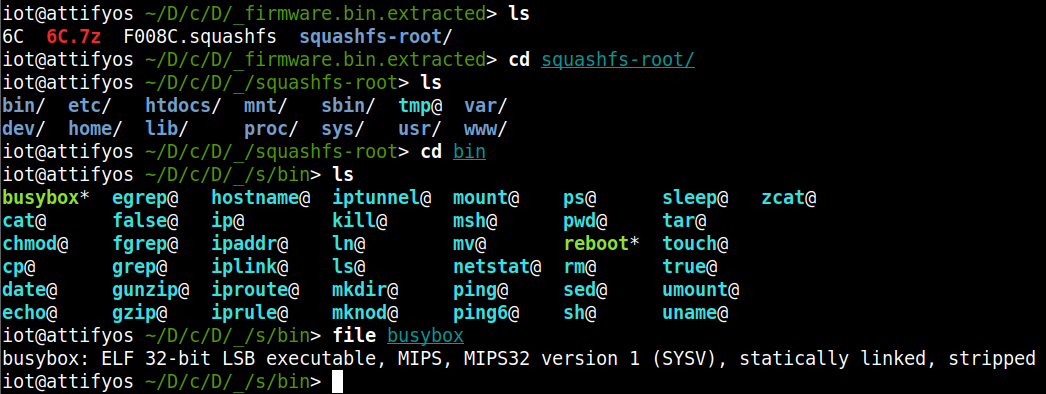 iot@attifyos ~/D/c/D/_firmware.bin.extracted> ls
6C  6C.7z  F008C.squashfs  squashfs-root/
iot@attifyos ~/D/c/D/_firmware.bin.extracted> cd squashfs-root/
iot@attifyos ~/D/c/D/_/squashfs-root> ls
bin/  etc/   htdocs/  mnt/   sbin/  tmp@  var/
dev/  home/  lib/     proc/  sys/   usr/  www/
iot@attifyos ~/D/c/D/_/squashfs-root> cd bin
iot@attifyos ~/D/c/D/_/s/bin> ls
busybox*  egrep@   hostname@  iptunnel@  mount@    ps@      sleep@   zcat@
cat@      false@   ip@        kill@      msh@      pwd@     tar@
chmod@    fgrep@   ipaddr@    ln@        mv@       reboot*  touch@
cp@       grep@    iplink@    ls@        netstat@  rm@      true@
date@     gunzip@  iproute@   mkdir@     ping@     sed@     umount@
echo@     gzip@    iprule@    mknod@     ping6@    sh@      uname@
iot@attifyos ~/D/c/D/_/s/bin> file busybox
busybox: ELF 32-bit LSB executable, MIPS, MIPS32 version 1 (SYSV), statically linked, stripped
iot@attifyos ~/D/c/D/_/s/bin>